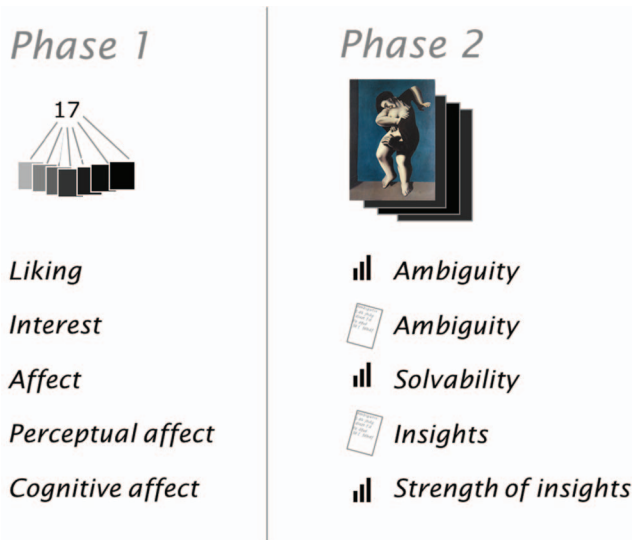 Phase 1
17
Liking
Interest
Affect
Perceptual affect
Cognitive affect
Phase 2
Ambiguity
Ambiguity
Solvability
Insights
Strength of insights